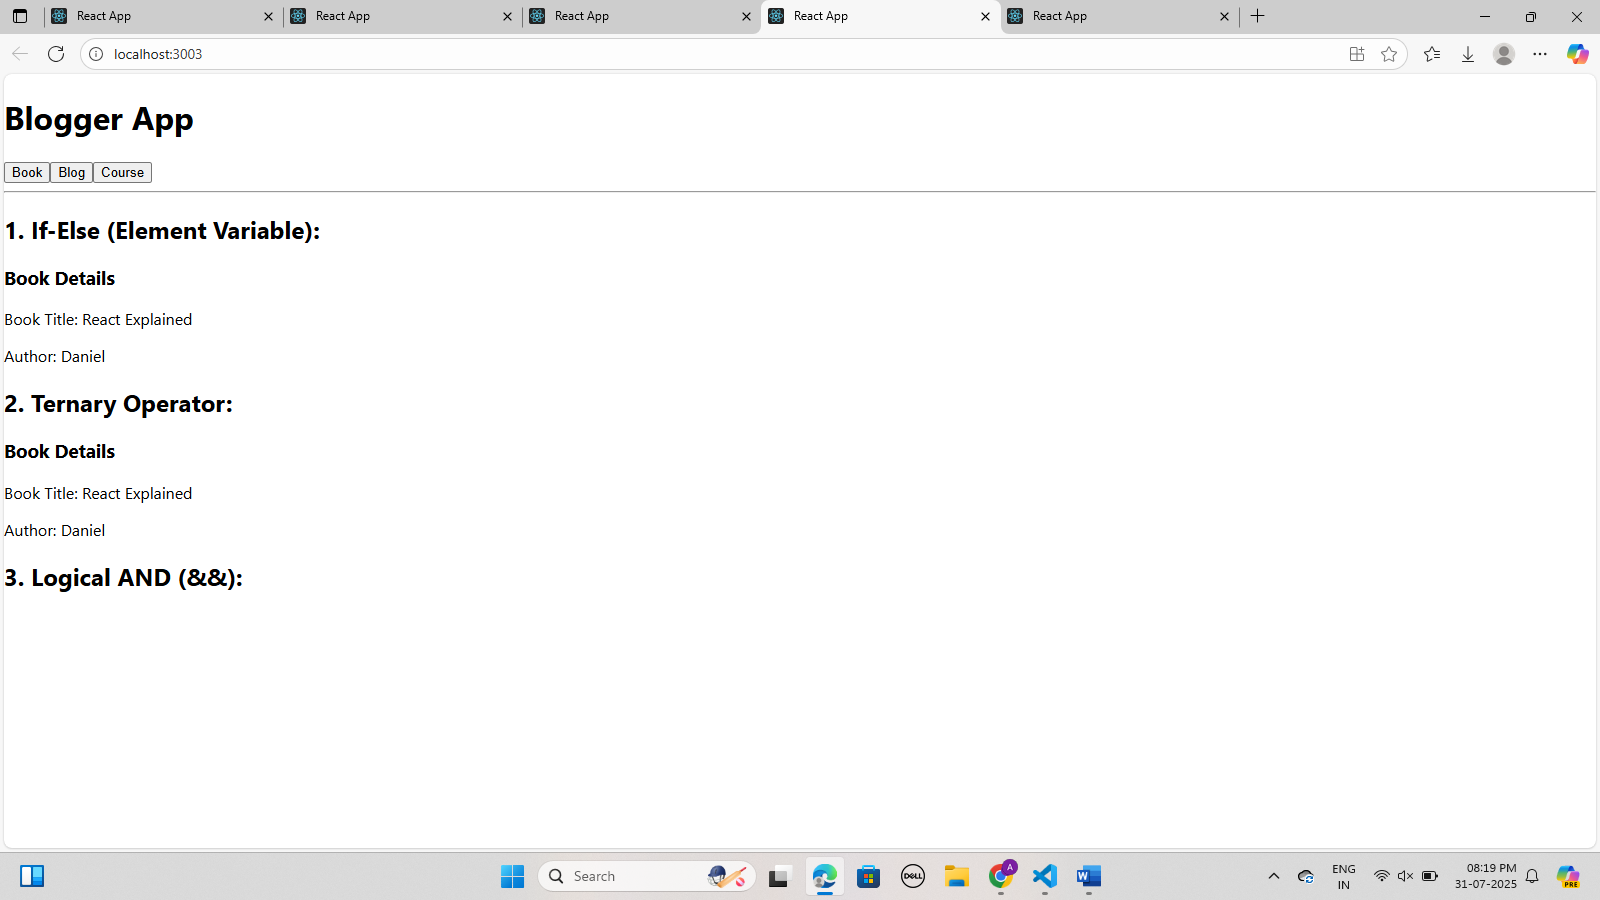 React App
React App
React App
React App
React App
localhost:3003
Blogger App
Book Blog Course
1. If-Else (Element Variable):
Book Details
Book Title: React Explained
Author: Daniel
2. Ternary Operator:
Book Details
Book Title: React Explained
Author: Daniel
3. Logical AND (&&):
Search
DELL
A
W
ENG
IN
08:19 PM
31-07-2025
PRE